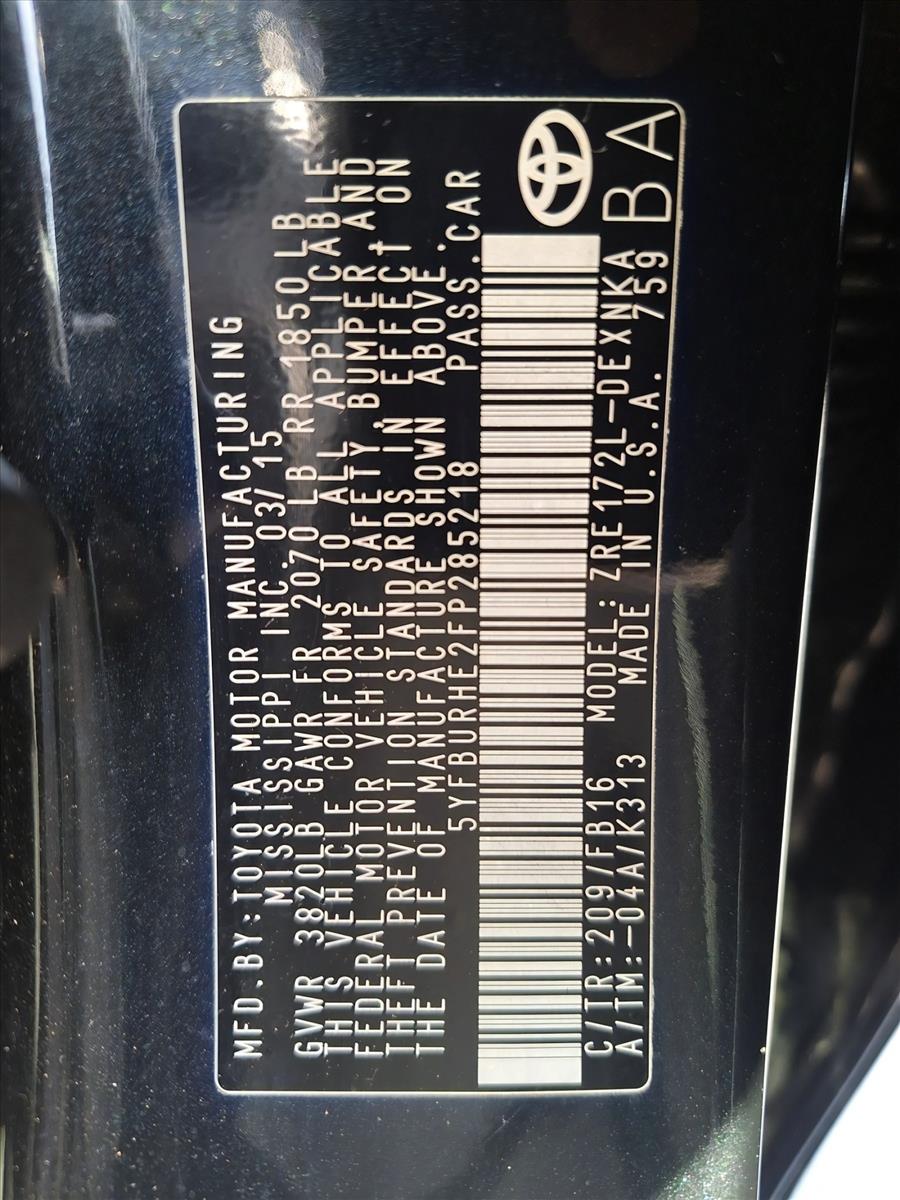 MFD.BY:TOYOTA MOTOR MANUFACTURING
MISSISSIPPI INC. 03/15
GVWR 3820LB GAWR FR 2070LB RR 1850LB
THIS VEHICLE CONFORMS TO ALL APPLICABLE
FEDERAL MOTOR VEHICLE SAFETY,BUMPER AND
THEFT PREVENTION STANDARDS IN EFFECT ON
THE DATE OF MANUFACTURE SHOWN ABOVE.
5YFBURHE2FP285218 PASS.CAR
C/TR:209/FB16 MODEL:ZRE172L-DEXNKA
A/TM:-04A/K313 MADE IN U.S.A. 759
BA